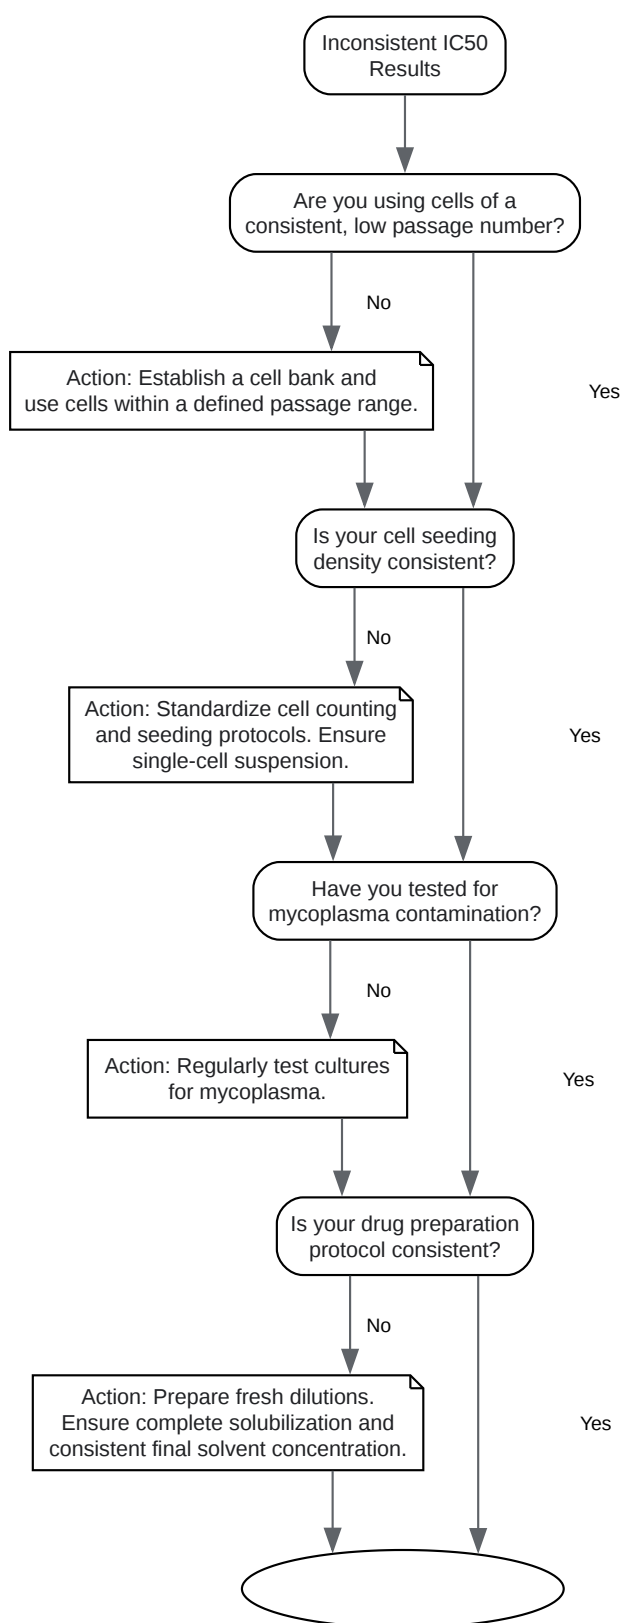 Inconsistent IC50
Results
Are you using cells of a
consistent, low passage number?
No
Action: Establish a cell bank and
use cells within a defined passage range.
Yes
Is your cell seeding
density consistent?
No
Action: Standardize cell counting
and seeding protocols. Ensure
single-cell suspension.
Yes
Have you tested for
mycoplasma contamination?
No
Action: Regularly test cultures
for mycoplasma.
Yes
Is your drug preparation
protocol consistent?
No
Action: Prepare fresh dilutions.
Ensure complete solubilization and
consistent final solvent concentration.
Yes